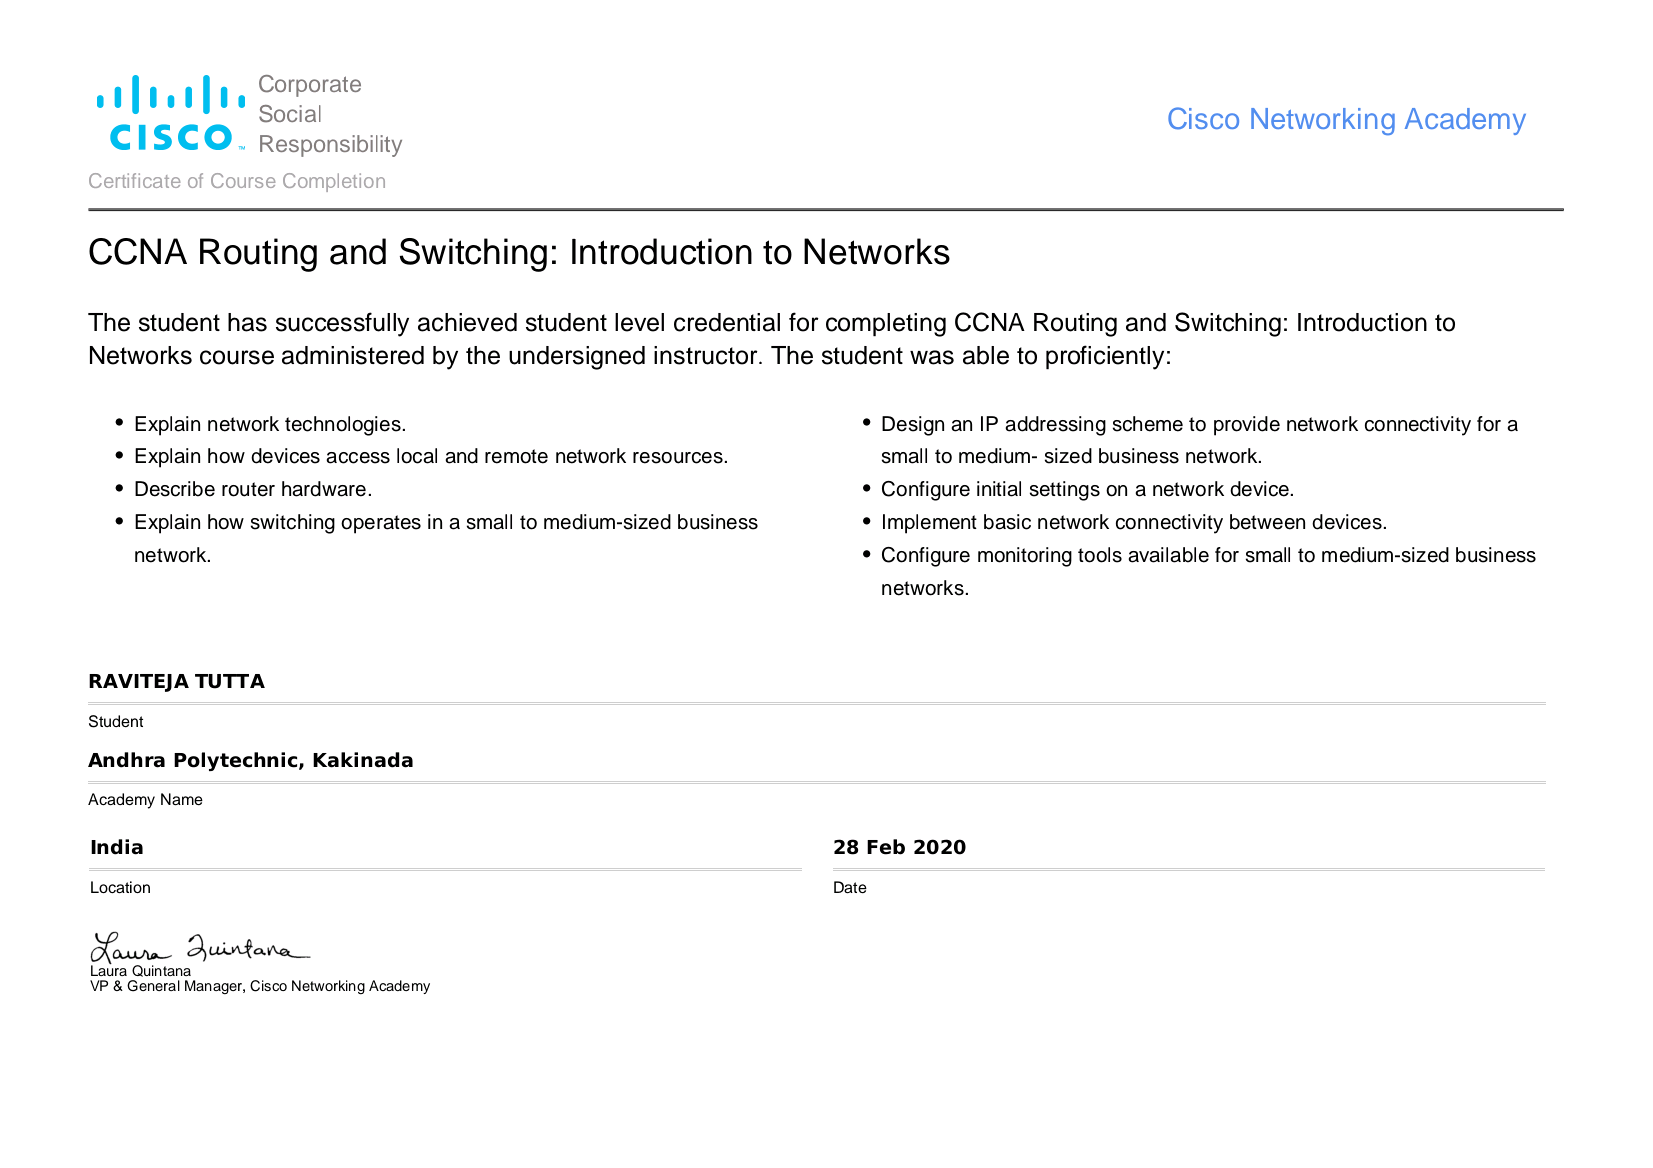 CISCO™
Corporate
Social
Responsibility
Cisco Networking Academy
Certificate of Course Completion
CCNA Routing and Switching: Introduction to Networks
The student has successfully achieved student level credential for completing CCNA Routing and Switching: Introduction to
Networks course administered by the undersigned instructor. The student was able to proficiently:
• Explain network technologies.
• Explain how devices access local and remote network resources.
• Describe router hardware.
• Explain how switching operates in a small to medium-sized business
network.
• Design an IP addressing scheme to provide network connectivity for a
small to medium- sized business network.
• Configure initial settings on a network device.
• Implement basic network connectivity between devices.
• Configure monitoring tools available for small to medium-sized business
networks.
RAVITEJA TUTTA
Student
Andhra Polytechnic, Kakinada
Academy Name
India
Location
28 Feb 2020
Date
Laura Quintana
Laura Quintana
VP & General Manager, Cisco Networking Academy